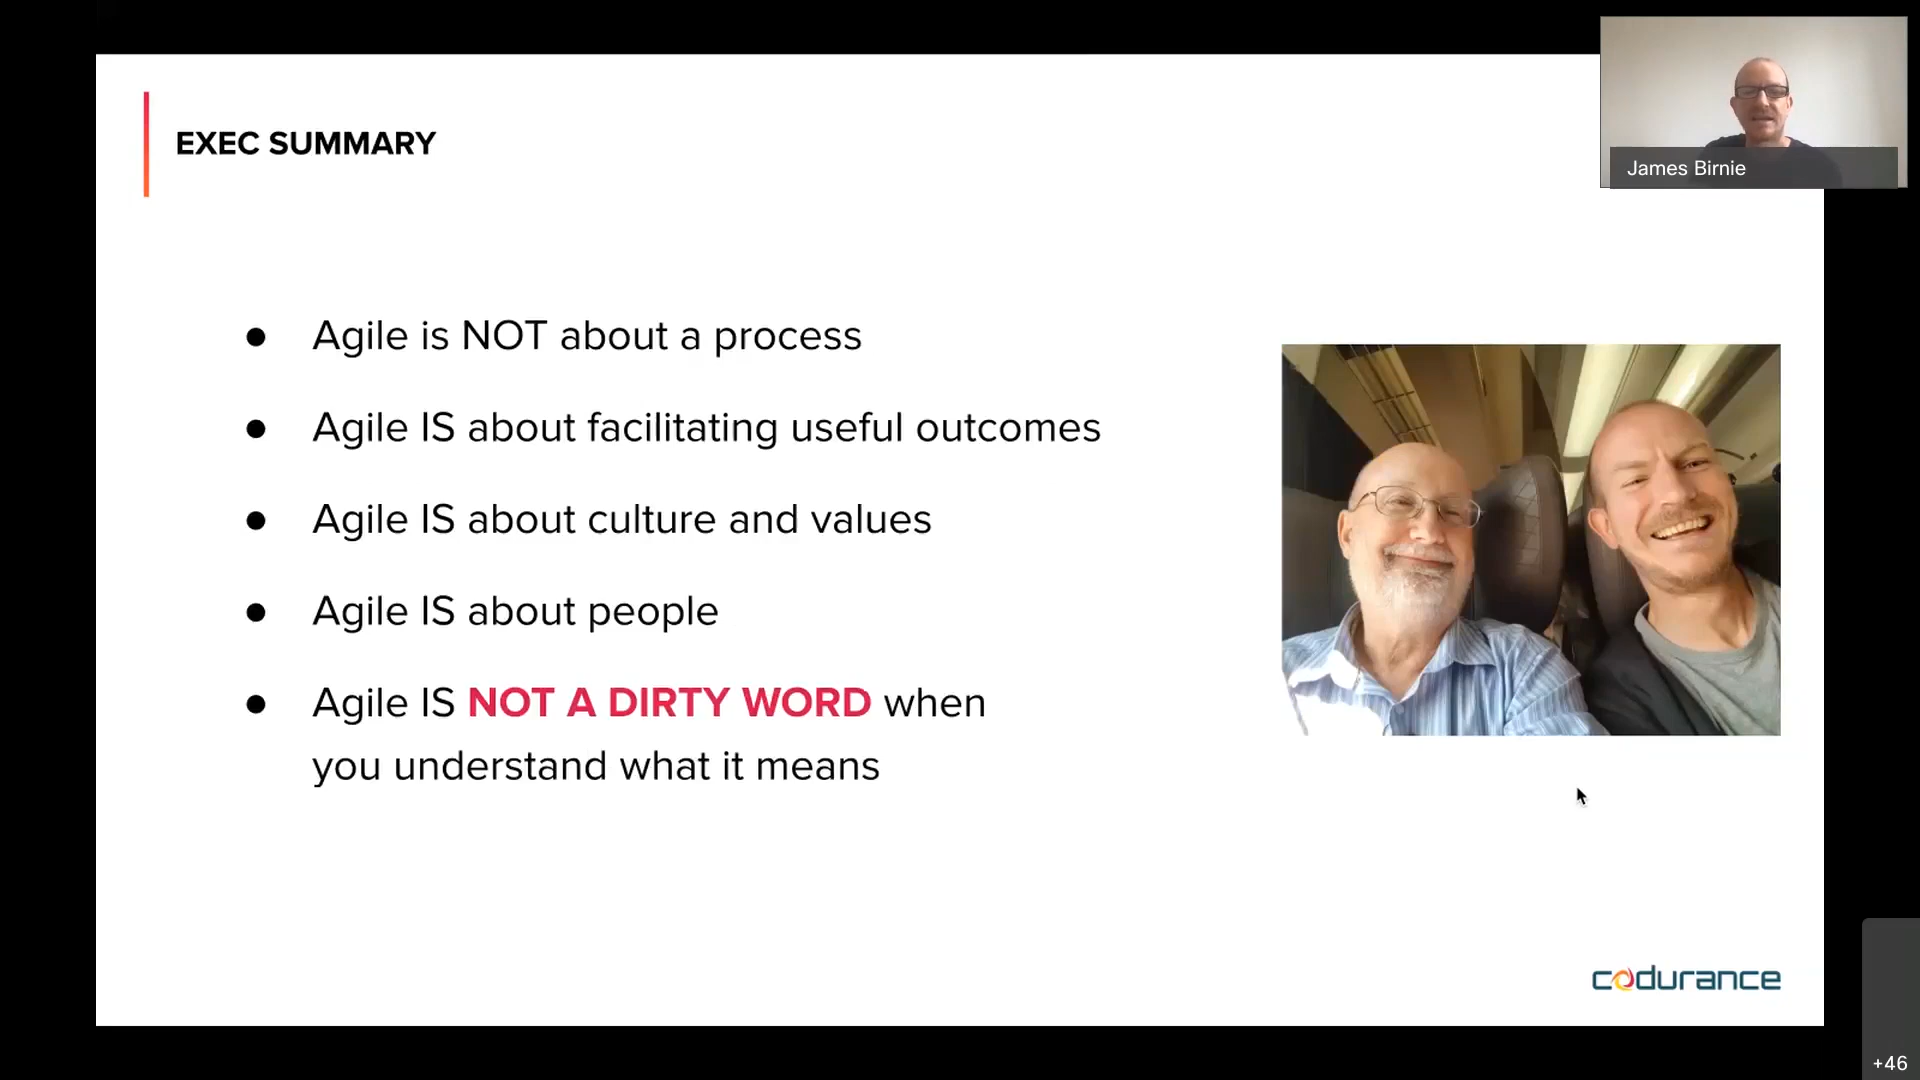 EXEC SUMMARY
James Birnie
● Agile is NOT about a process
● Agile IS about facilitating useful outcomes
● Agile IS about culture and values
● Agile IS about people
● Agile IS NOT A DIRTY WORD when
you understand what it means
codurance
+46